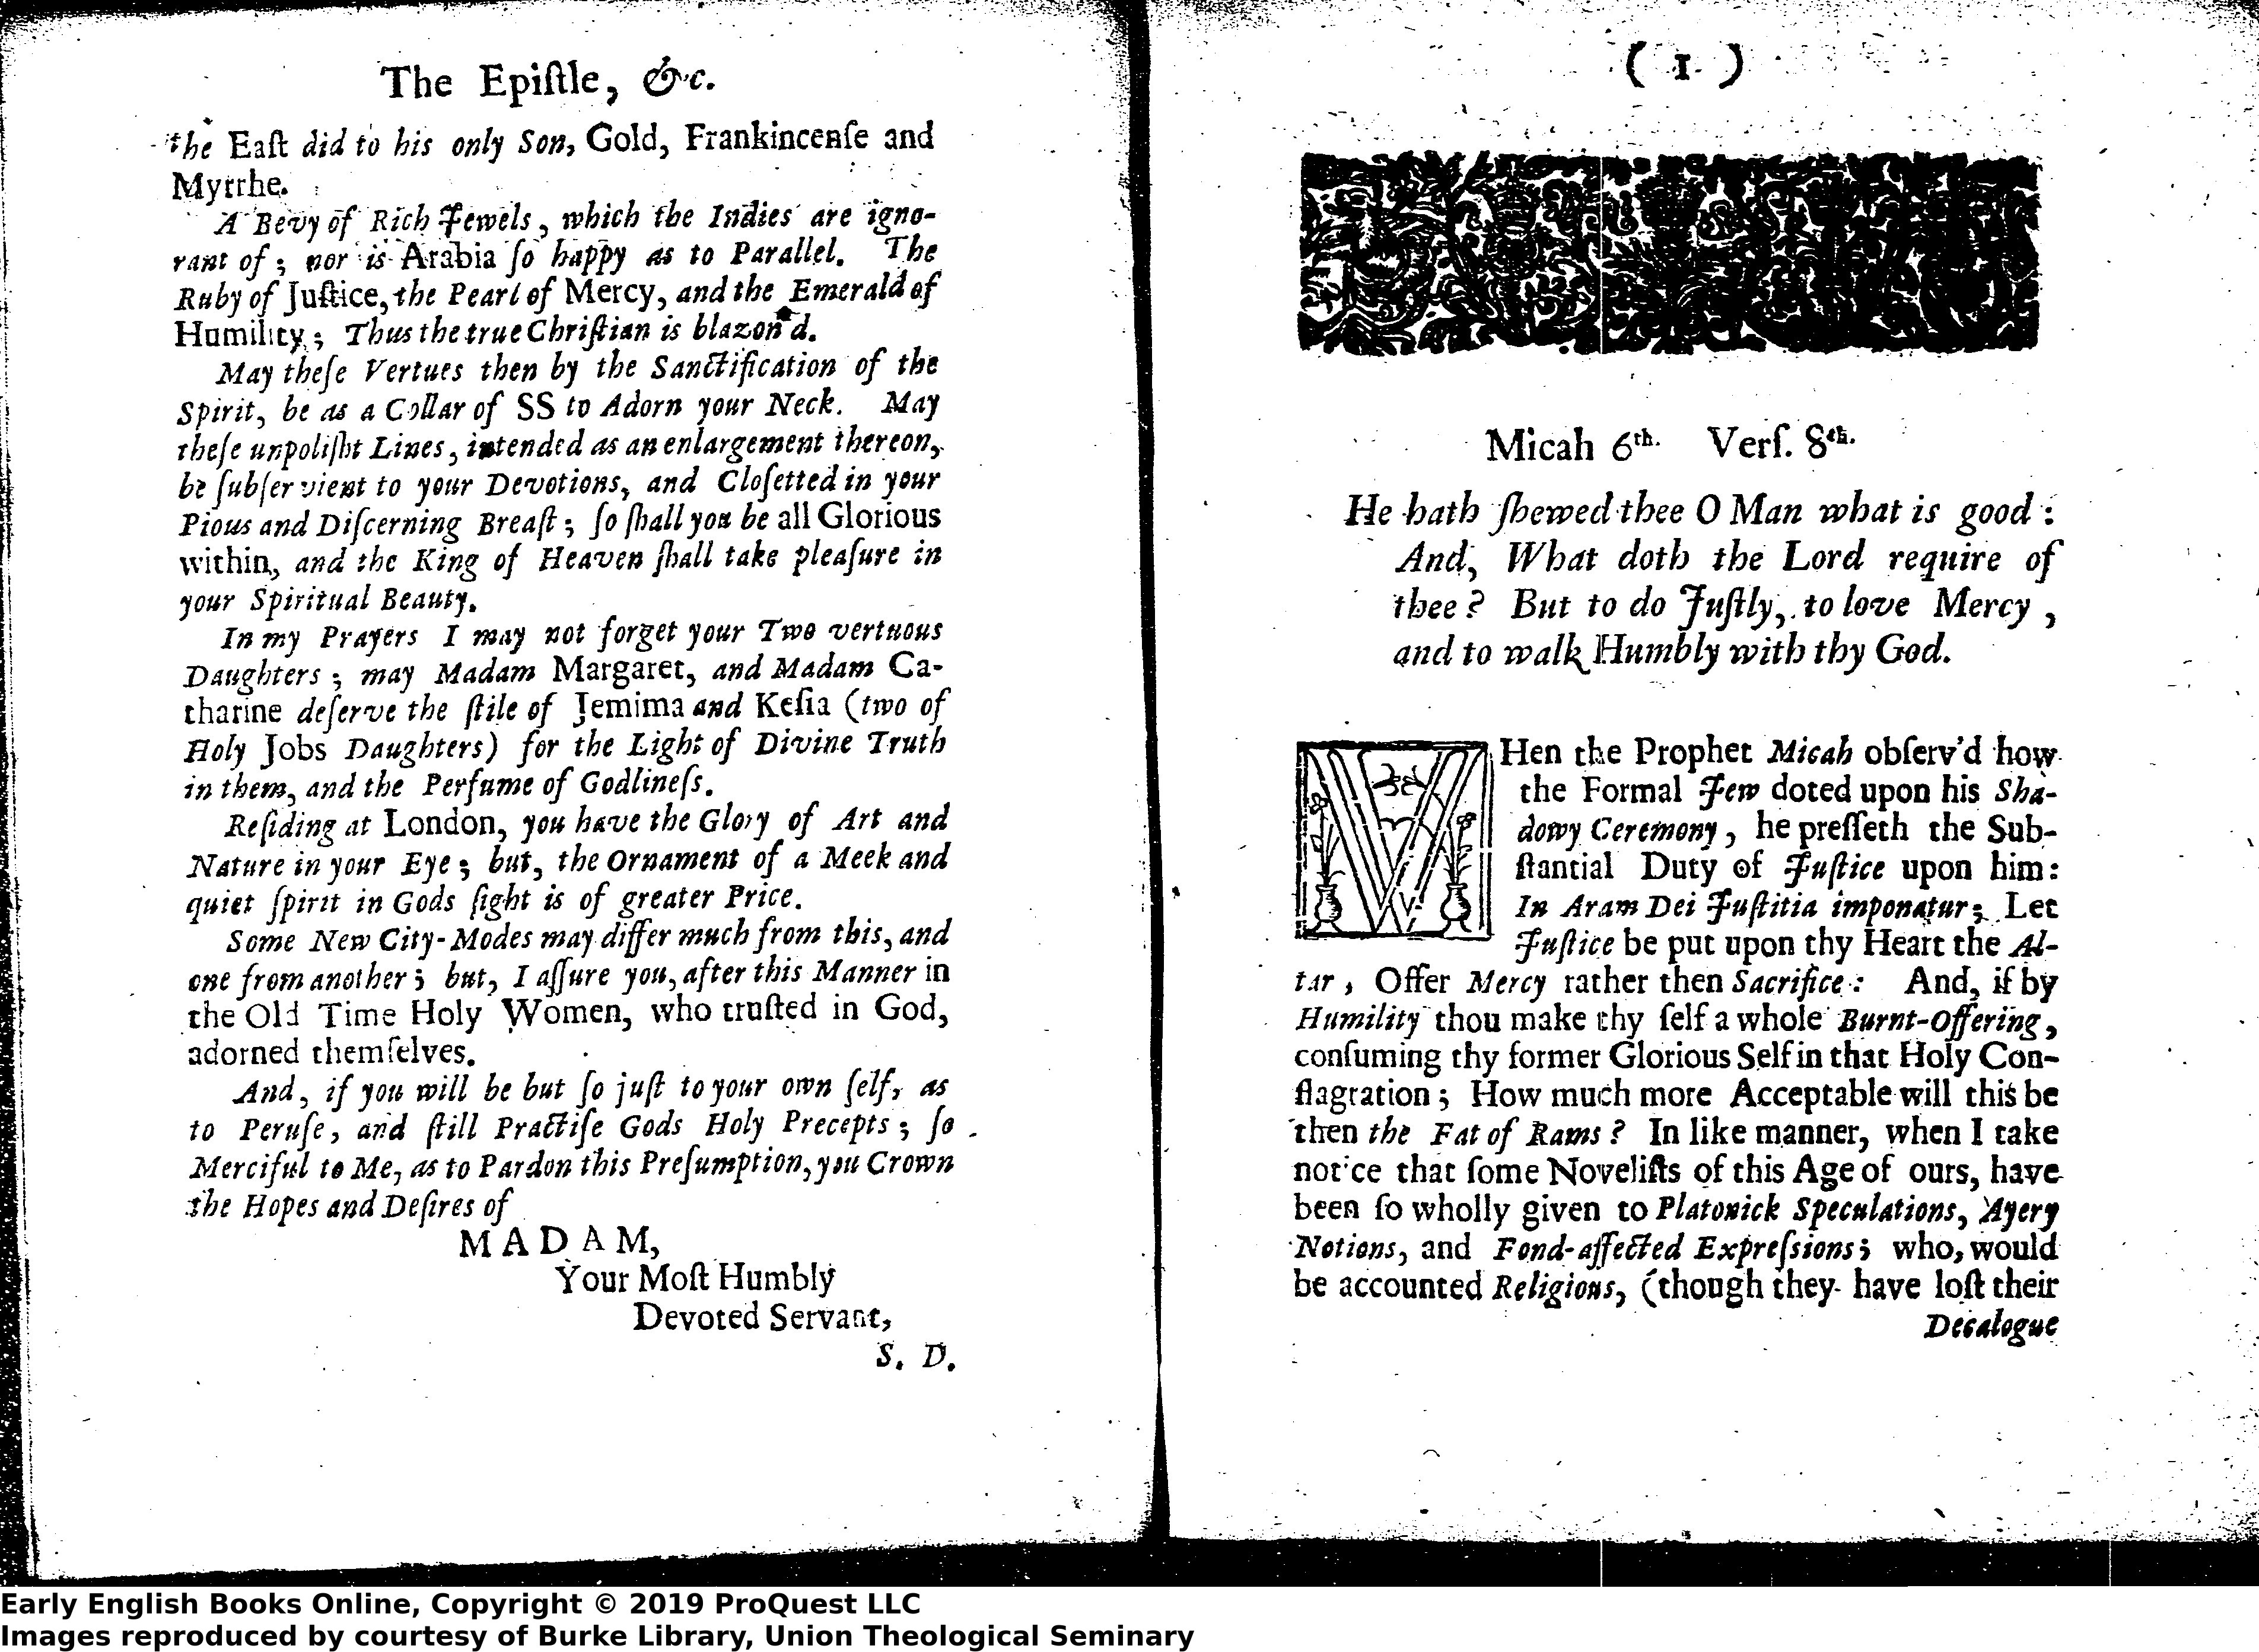 The Epiſtle, &c.
the Eaſt did to his only Son, Gold, Frankincenſe and
Myrrhe.
A Bevy of Rich Jewels, which the Indies are igno-
rant of; nor is Arabia ſo happy as to Parallel. The
Ruby of Juſtice, the Pearl of Mercy, and the Emerald of
Humility; Thus the true Chriſtian is blazon'd.
May theſe Vertues then by the Sanctification of the
Spirit, be as a Collar of SS to Adorn your Neck. May
theſe unpoliſht Lines, intended as an enlargement thereon,
be ſubſervient to your Devotions, and Cloſetted in your
Pious and Diſcerning Breaſt; ſo ſhall you be all Glorious
within, and the King of Heaven ſhall take pleaſure in
your Spiritual Beauty.
In my Prayers I may not forget your Two vertuous
Daughters; may Madam Margaret, and Madam Ca-
tharine deſerve the ſtile of Jemima and Keſia (two of
Holy Jobs Daughters) for the Light of Divine Truth
in them, and the Perfume of Godlineſs.
Reſiding at London, you have the Glory of Art and
Nature in your Eye; but, the Ornament of a Meek and
quiet ſpirit in Gods ſight is of greater Price.
Some New City-Modes may differ much from this, and
one from another; but, I aſſure you, after this Manner in
the Old Time Holy Women, who truſted in God,
adorned themſelves.
And, if you will be but ſo juſt to your own ſelf, as
to Peruſe, and ſtill Practiſe Gods Holy Precepts; ſo
Merciful to Me, as to Pardon this Preſumption, you Crown
the Hopes and Deſires of
MADAM,
Your Moſt Humbly
Devoted Servant,
S. D.
( 1 )
Micah 6th. Verſ. 8th.
He hath ſhewed thee O Man what is good:
And, What doth the Lord require of
thee? But to do Juſtly, to love Mercy,
and to walk Humbly with thy God.
WHen the Prophet Micah obſerv'd how
the Formal Jew doted upon his Sha-
dowy Ceremony, he preſſeth the Sub-
ſtantial Duty of Juſtice upon him:
In Aram Dei Juſtitia imponatur; Let
Juſtice be put upon thy Heart the Al-
tar, Offer Mercy rather then Sacrifice: And, if by
Humility thou make thy ſelf a whole Burnt-Offering,
conſuming thy former Glorious Self in that Holy Con-
flagration; How much more Acceptable will this be
then the Fat of Rams? In like manner, when I take
notice that ſome Noveliſts of this Age of ours, have
been ſo wholly given to Platonick Speculations, Ayery
Notions, and Fond-affected Expreſsions; who, would
be accounted Religious, (though they have loſt their
Decalogue
Early English Books Online, Copyright © 2019 ProQuest LLC
Images reproduced by courtesy of Burke Library, Union Theological Seminary